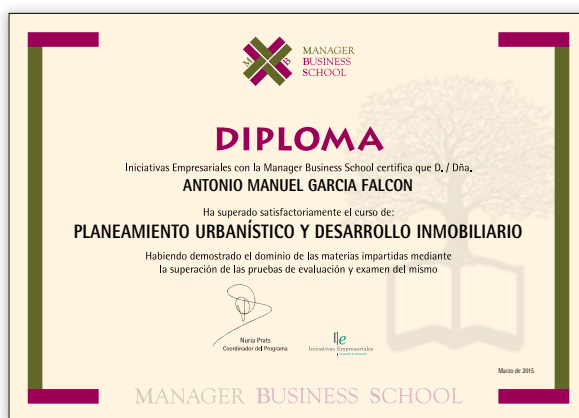 M B
MANAGER
BUSINESS
SCHOOL
DIPLOMA
Iniciativas Empresariales con la Manager Business School certifica que D. / Dña.
ANTONIO MANUEL GARCIA FALCON
Ha superado satisfactoriamente el curso de:
PLANEAMIENTO URBANÍSTICO Y DESARROLLO INMOBILIARIO
Habiendo demostrado el dominio de las materias impartidas mediante
la superación de las pruebas de evaluación y examen del mismo
Nuria Prats
Coordinador del Programa
Ie
Iniciativas Empresariales
Marzo de 2015
MANAGER BUSINESS SCHOOL